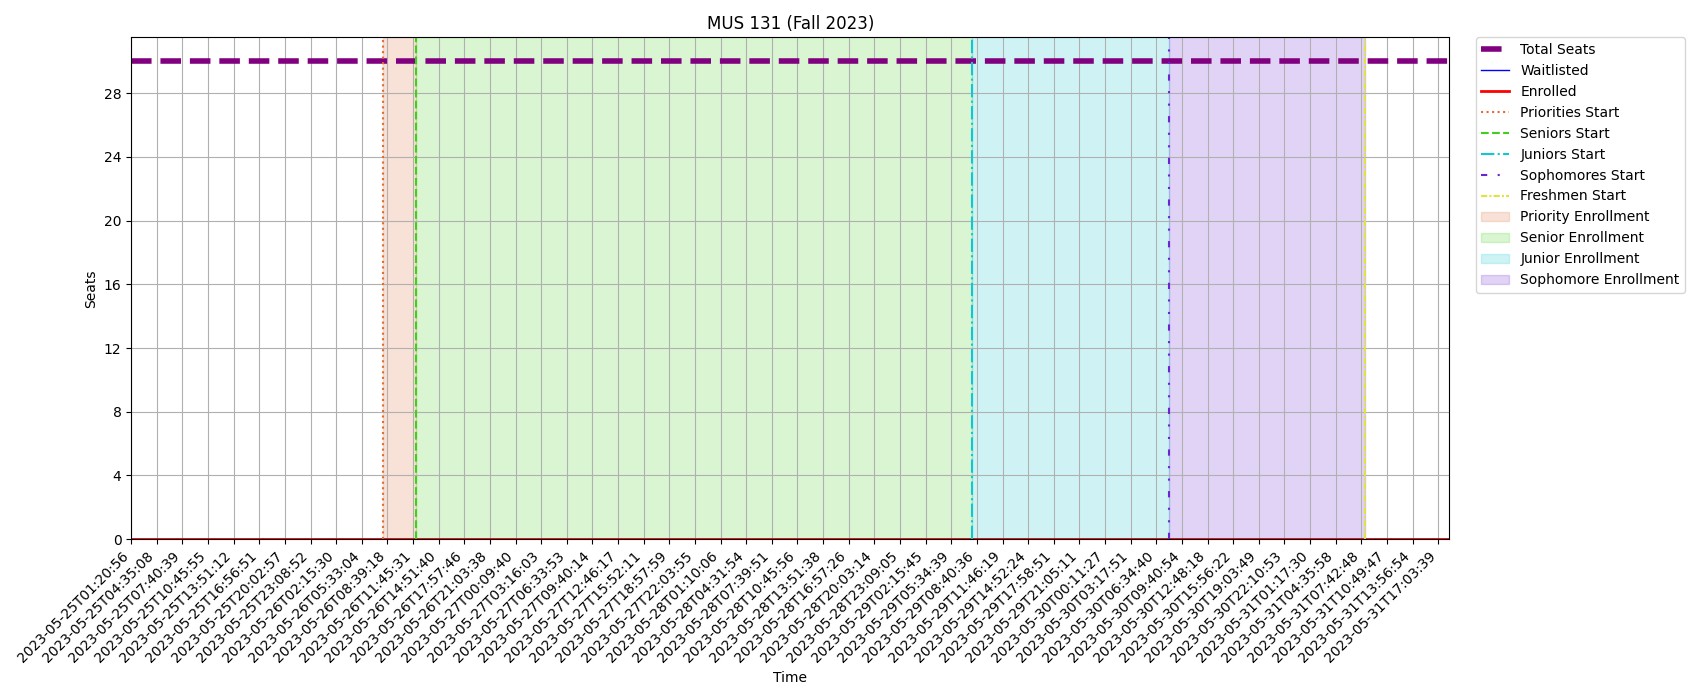 MUS 131 (Fall 2023)
Total Seats
Waitlisted
Enrolled
Priorities Start
Seniors Start
Juniors Start
Sophomores Start
Freshmen Start
Priority Enrollment
Senior Enrollment
Junior Enrollment
Sophomore Enrollment
Seats
28
24
20
16
12
8
4
0
2023-05-25T01:20:56
2023-05-25T04:35:08
2023-05-25T07:40:39
2023-05-25T10:45:55
2023-05-25T13:51:12
2023-05-25T16:56:51
2023-05-25T20:02:57
2023-05-25T23:08:52
2023-05-26T02:15:30
2023-05-26T05:33:04
2023-05-26T08:39:18
2023-05-26T11:45:31
2023-05-26T14:51:40
2023-05-26T17:57:46
2023-05-26T21:03:38
2023-05-27T00:09:40
2023-05-27T03:16:03
2023-05-27T06:33:53
2023-05-27T09:40:14
2023-05-27T12:46:17
2023-05-27T15:52:11
2023-05-27T18:57:59
2023-05-27T22:03:55
2023-05-28T01:10:06
2023-05-28T04:31:54
2023-05-28T07:39:51
2023-05-28T10:45:56
2023-05-28T13:51:38
2023-05-28T16:57:26
2023-05-28T20:03:14
2023-05-28T23:09:05
2023-05-29T02:15:45
2023-05-29T05:34:39
2023-05-29T08:40:36
2023-05-29T11:46:19
2023-05-29T14:52:24
2023-05-29T17:58:51
2023-05-29T21:05:11
2023-05-30T00:11:27
2023-05-30T03:17:51
2023-05-30T06:34:40
2023-05-30T09:40:54
2023-05-30T12:48:18
2023-05-30T15:56:22
2023-05-30T19:03:49
2023-05-30T22:10:53
2023-05-31T01:17:30
2023-05-31T04:35:58
2023-05-31T07:42:48
2023-05-31T10:49:47
2023-05-31T13:56:54
2023-05-31T17:03:39
Time